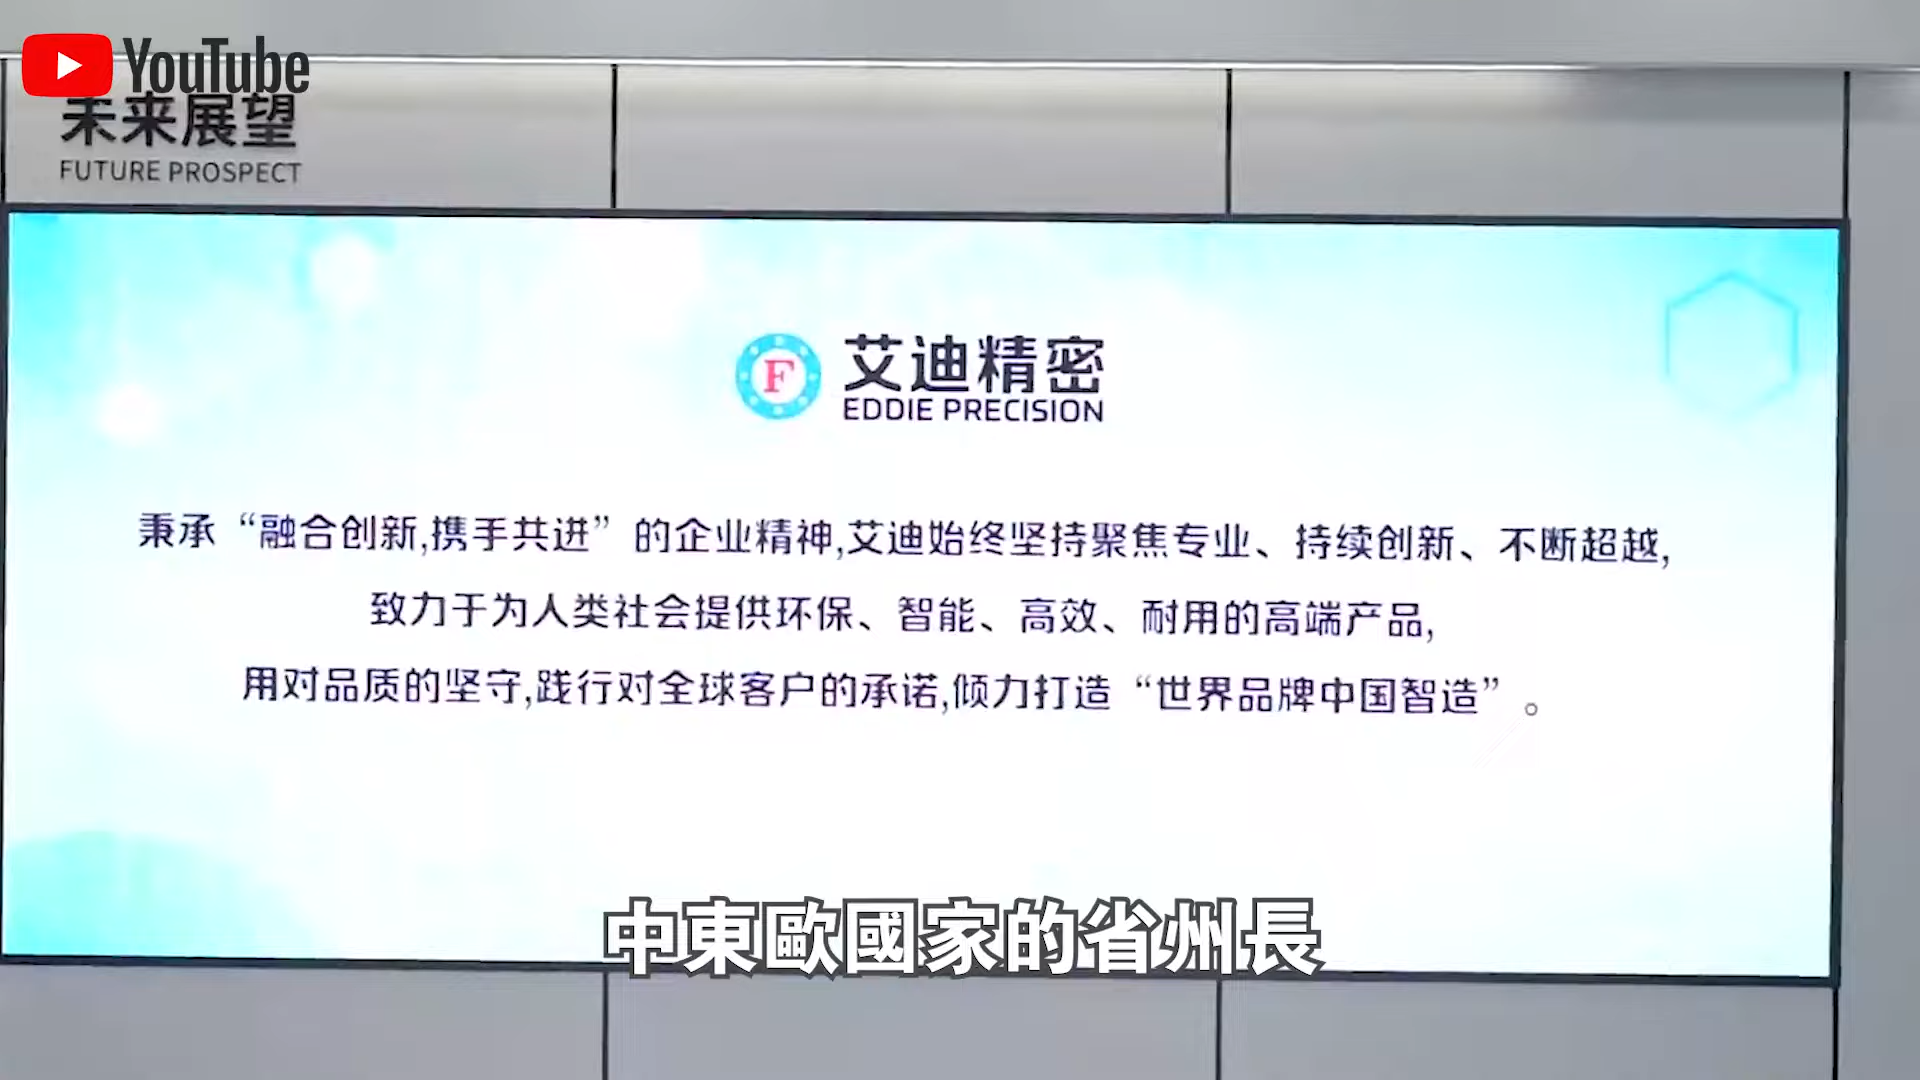 YouTube
未来展望
FUTURE PROSPECT
F
艾迪精密
EDDIE PRECISION
秉承“融合创新,携手共进”的企业精神,艾迪始终坚持聚焦专业、持续创新、不断超越,
致力于为人类社会提供环保、智能、高效、耐用的高端产品,
用对品质的坚守,践行对全球客户的承诺,倾力打造“世界品牌中国智造”。
中東歐國家的省州長